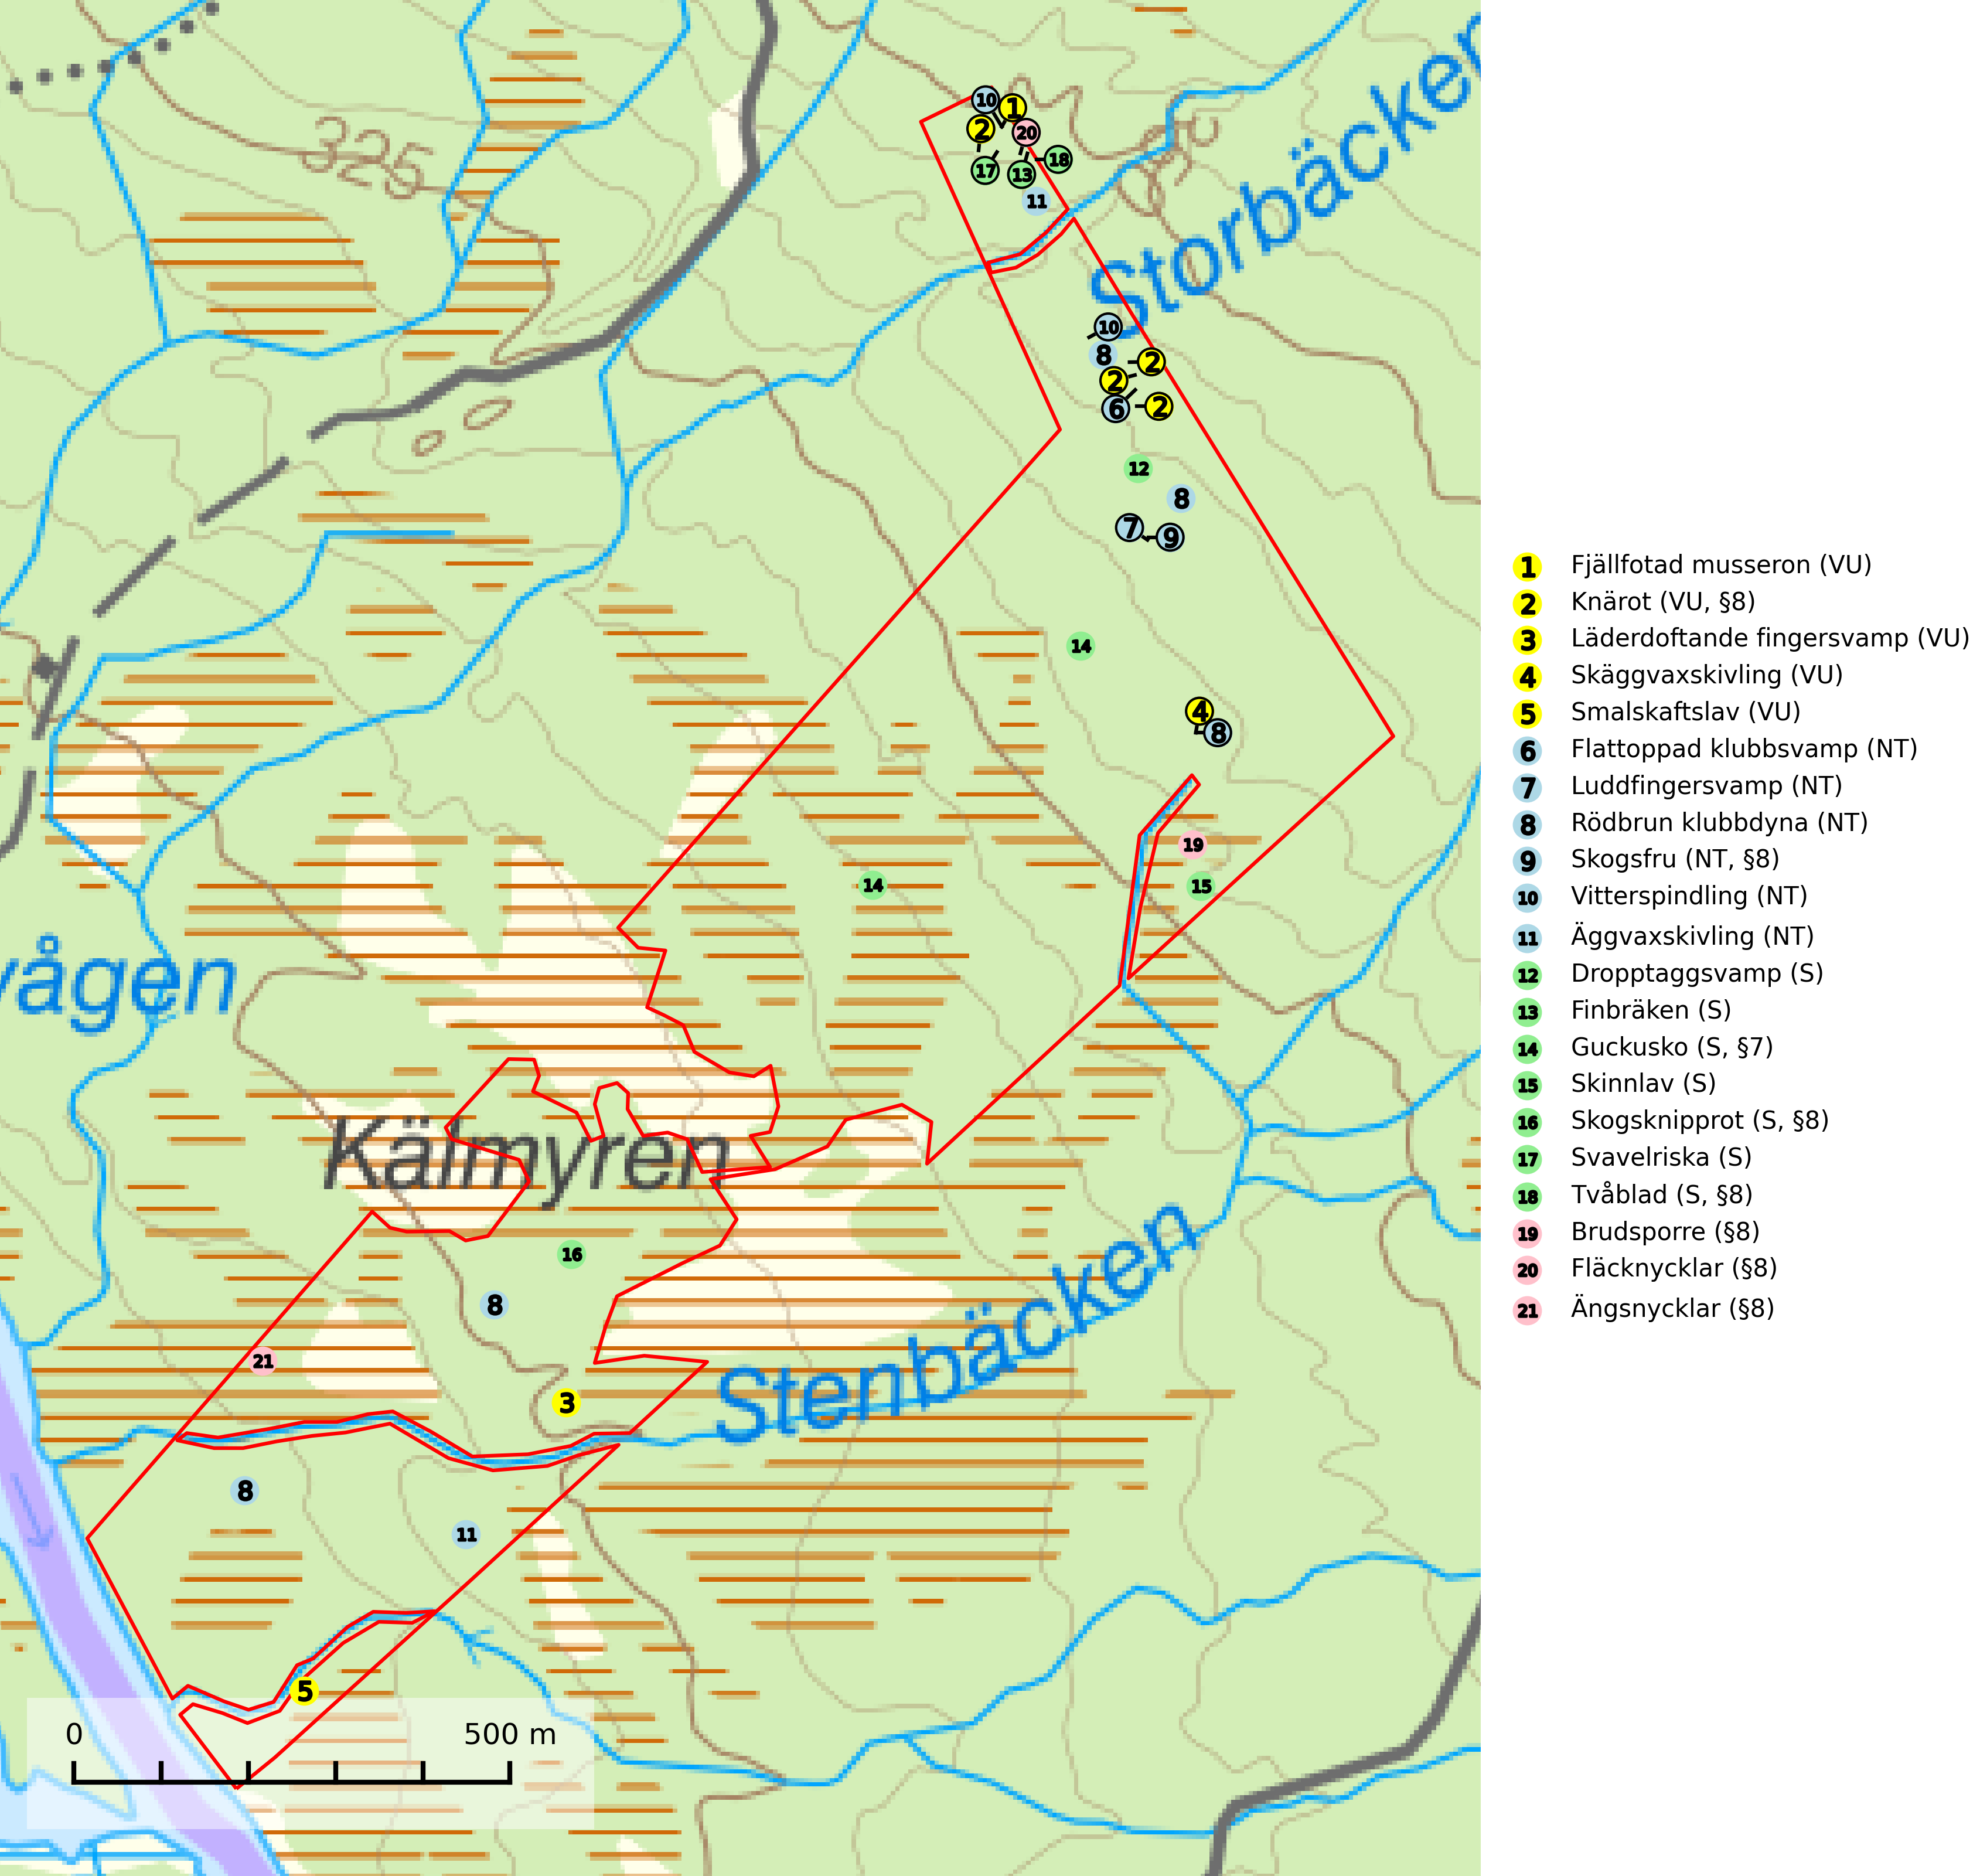 325
Storbäcken
10
1
2
20
17
13
18
11
10
8
2
2
6
2
12
8
7
9
14
4
8
19
14
15
vågen
Kälmyren
16
8
21
3
Stenbäcken
8
11
5
0 500 m
1 Fjällfotad musseron (VU)
2 Knärot (VU, §8)
3 Läderdoftande fingersvamp (VU)
4 Skäggvaxskivling (VU)
5 Smalskaftslav (VU)
6 Flattoppad klubbsvamp (NT)
7 Luddfingersvamp (NT)
8 Rödbrun klubbdyna (NT)
9 Skogsfru (NT, §8)
10 Vitterspindling (NT)
11 Äggvaxskivling (NT)
12 Dropptaggsvamp (S)
13 Finbräken (S)
14 Guckusko (S, §7)
15 Skinnlav (S)
16 Skogsknipprot (S, §8)
17 Svavelriska (S)
18 Tvåblad (S, §8)
19 Brudsporre (§8)
20 Fläcknycklar (§8)
21 Ängsnycklar (§8)